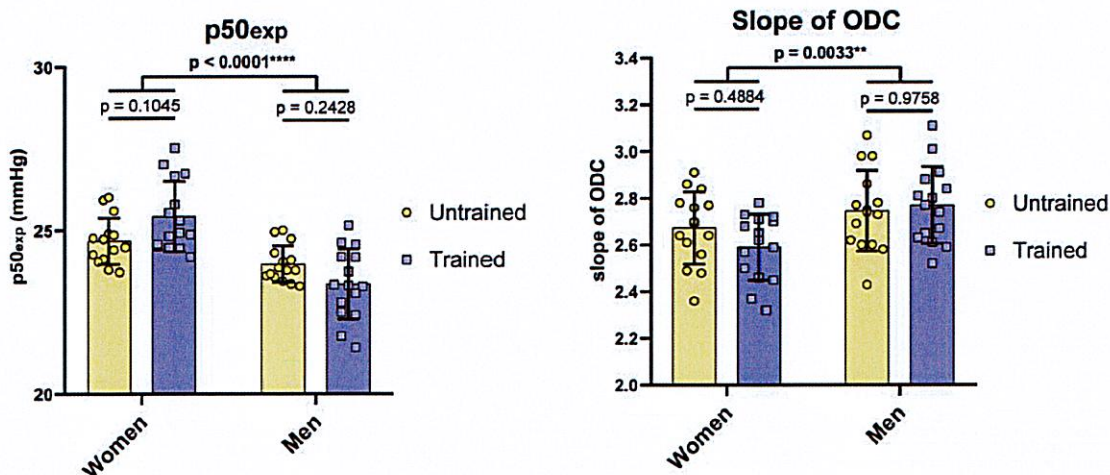 p50exp
p < 0.0001****
p = 0.1045
p = 0.2428
30
25
20
p50exp (mmHg)
Women
Men
Untrained
Trained
Slope of ODC
p = 0.0033**
p = 0.4884
p = 0.9758
3.4
3.2
3.0
2.8
2.6
2.4
2.2
2.0
slope of ODC
Women
Men
Untrained
Trained